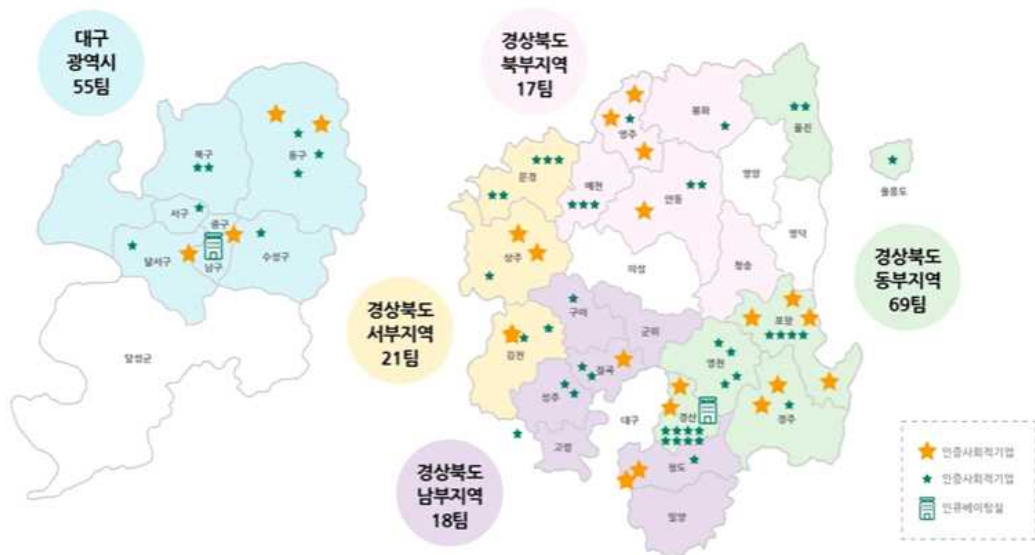 대구
광역시
55팀
북구
동구
서구
중구
달서구
남구
수성구
달성군
경상북도
북부지역
17팀
영주
봉화
울진
문경
예천
안동
영양
울릉도
상주
의성
청송
영덕
경상북도
동부지역
69팀
경상북도
서부지역
21팀
구미
군위
포항
김천
칠곡
영천
성주
대구
경산
경주
고령
청도
밀양
경상북도
남부지역
18팀
인증사회적기업
인증사회적기업
인큐베이팅실